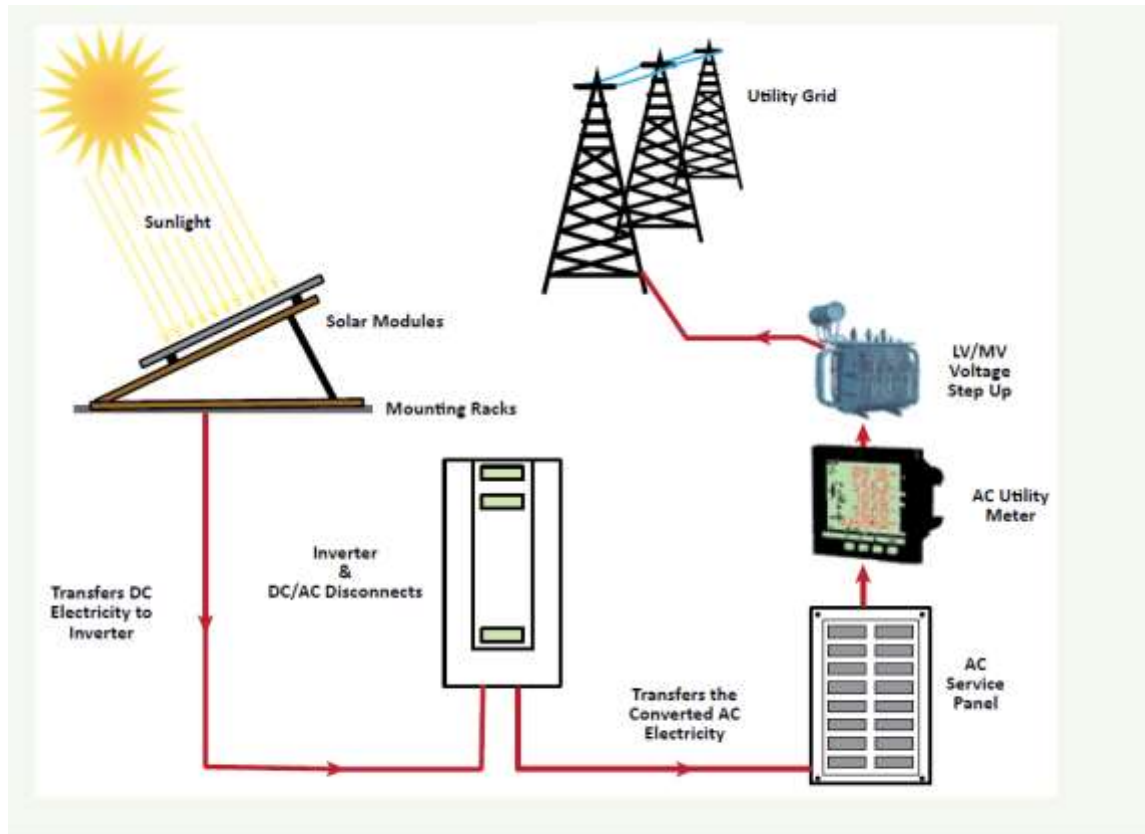 Utility Grid
Sunlight
Solar Modules
Mounting Racks
LV/MV
Voltage
Step Up
AC Utility
Meter
Inverter
&
DC/AC Disconnects
Transfers DC
Electricity to
Inverter
Transfers the
Converted AC
Electricity
AC
Service
Panel